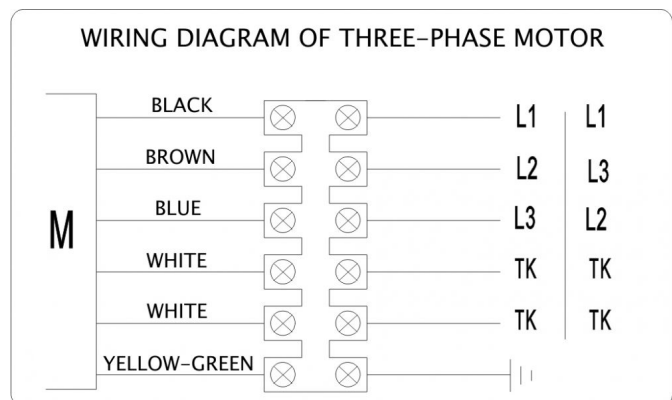 WIRING DIAGRAM OF THREE-PHASE MOTOR
BLACK L1 L1
BROWN L2 L3
BLUE L3 L2
M
WHITE TK TK
WHITE TK TK
YELLOW-GREEN